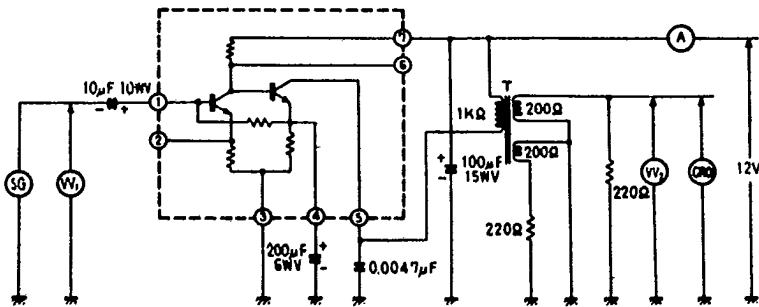 7
A
10μF 10WV
6
T
- +
1
1KΩ
200Ω
2
+
-
100μF
15WV
200Ω
12V
SG
VV₁
220Ω
VV₂
CRO
3
4
5
220Ω
200μF
6WV
+
-
0.0047μF